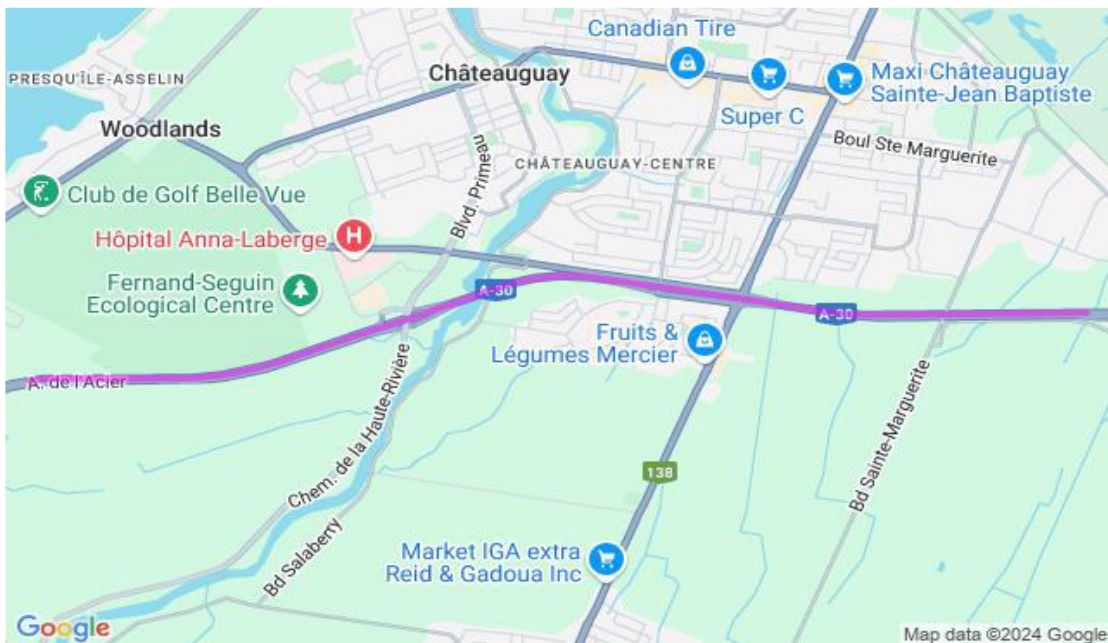 Canadian Tire
PRESQU'ÎLE-ASSELIN
Châteauguay
Maxi Châteauguay
Sainte-Jean Baptiste
Super C
Woodlands
Boul Ste Marguerite
CHÂTEAUGUAY-CENTRE
Blvd. Primeau
Club de Golf Belle Vue
Hôpital Anna-Laberge
H
Fernand-Seguin
Ecological Centre
A-30
A-30
Fruits &
Légumes Mercier
A. de l'Acier
Chem. de la Haute-Rivière
Bd Sainte-Marguerite
138
Bd Salaberry
Market IGA extra
Reid & Gadoua Inc
Google
Map data ©2024 Google